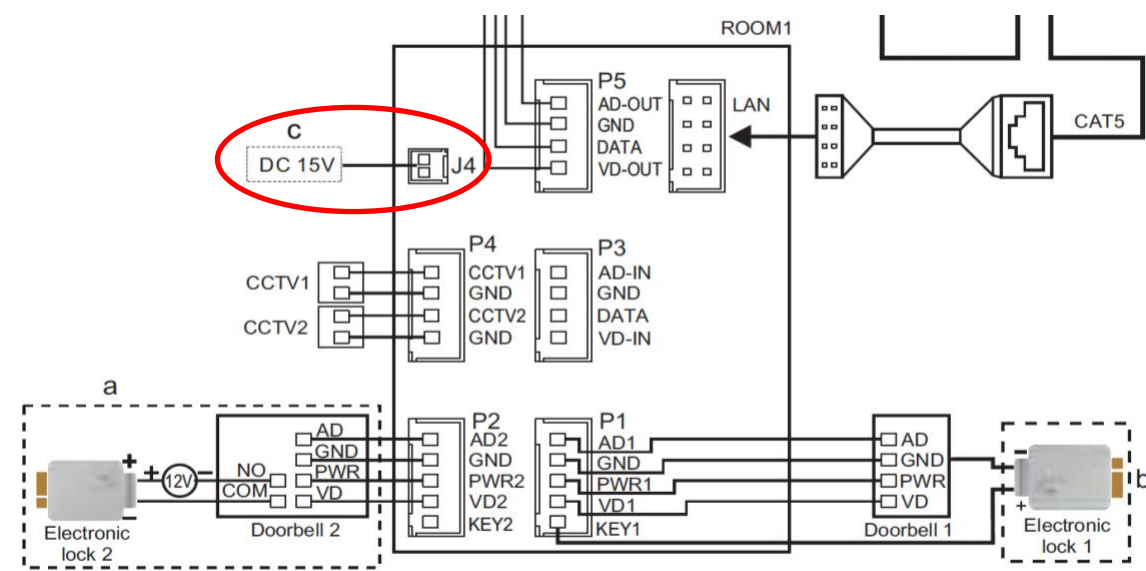 ROOM1
P5
AD-OUT
GND
DATA
VD-OUT
LAN
CAT5
c
DC 15V
J4
P4
CCTV1
GND
CCTV2
GND
CCTV1
CCTV2
P3
AD-IN
GND
DATA
VD-IN
a
+
-
+ 12V -
NO
COM
AD
GND
PWR
VD
Doorbell 2
Electronic
lock 2
P2
AD2
GND
PWR2
VD2
KEY2
P1
AD1
GND
PWR1
VD1
KEY1
AD
GND
PWR
VD
Doorbell 1
-
+
b
Electronic
lock 1